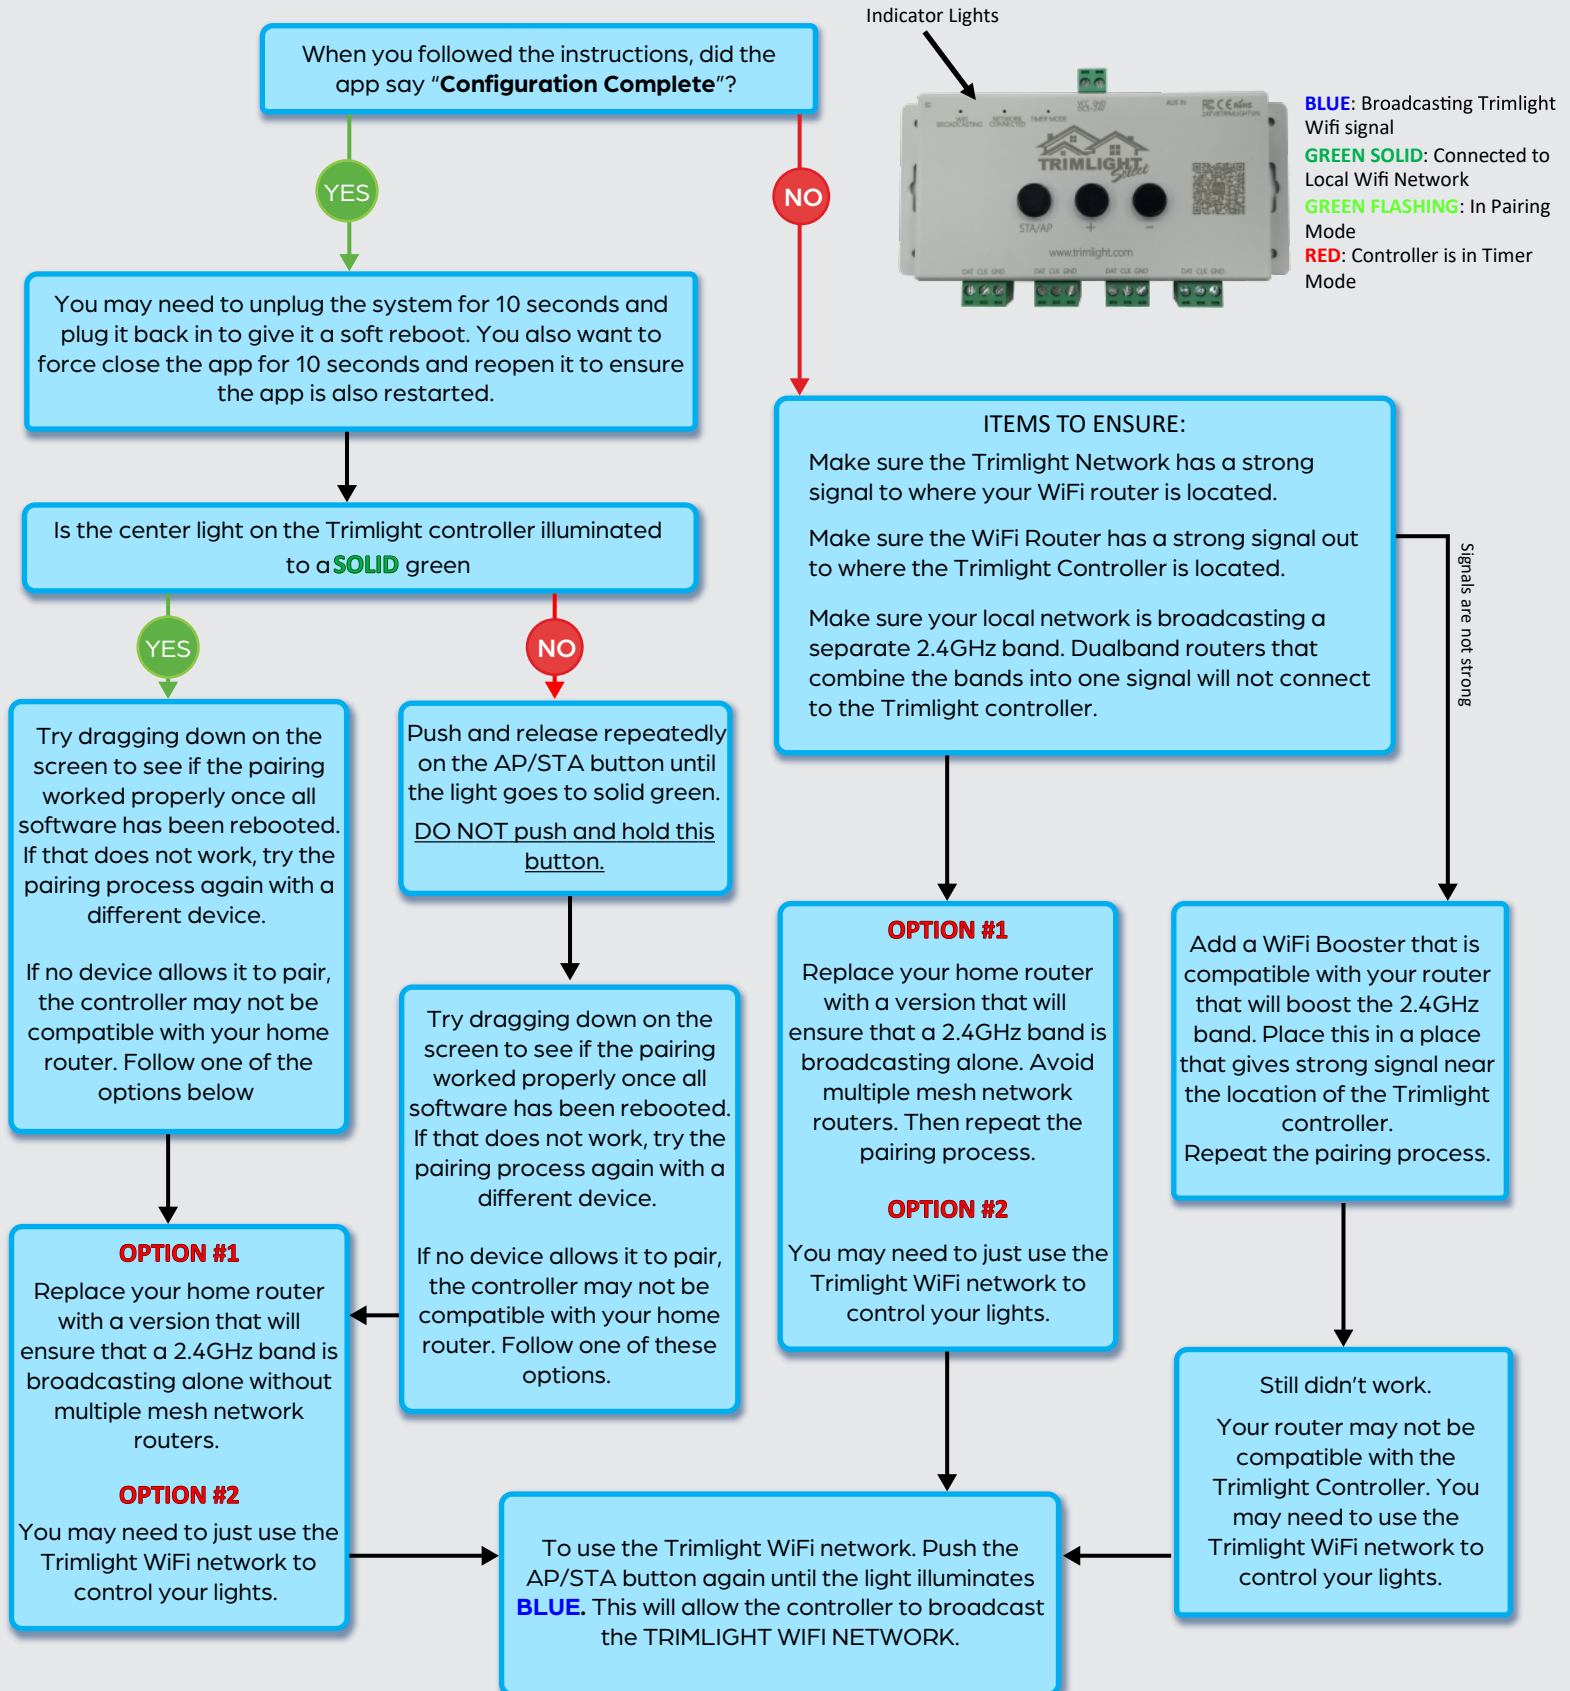 Indicator Lights
When you followed the instructions, did the
app say “Configuration Complete”?
WIFI
BROADCASTING
NETWORK
CONNECTED
TIMER MODE
VCC GND
AUX IN
TRIMLIGHT
Select
STA/AP
+
-
www.trimlight.com
DAT CLK GND
DAT CLK GND
DAT CLK GND
DAT CLK GND
BLUE: Broadcasting Trimlight
Wifi signal
GREEN SOLID: Connected to
Local Wifi Network
GREEN FLASHING: In Pairing
Mode
RED: Controller is in Timer
Mode
YES
NO
You may need to unplug the system for 10 seconds and
plug it back in to give it a soft reboot. You also want to
force close the app for 10 seconds and reopen it to ensure
the app is also restarted.
Is the center light on the Trimlight controller illuminated
to a SOLID green
YES
NO
Try dragging down on the
screen to see if the pairing
worked properly once all
software has been rebooted.
If that does not work, try the
pairing process again with a
different device.
If no device allows it to pair,
the controller may not be
compatible with your home
router. Follow one of the
options below
Push and release repeatedly
on the AP/STA button until
the light goes to solid green.
DO NOT push and hold this
button.
Try dragging down on the
screen to see if the pairing
worked properly once all
software has been rebooted.
If that does not work, try the
pairing process again with a
different device.
If no device allows it to pair,
the controller may not be
compatible with your home
router. Follow one of these
options.
OPTION #1
Replace your home router
with a version that will
ensure that a 2.4GHz band is
broadcasting alone without
multiple mesh network
routers.
OPTION #2
You may need to just use the
Trimlight WiFi network to
control your lights.
ITEMS TO ENSURE:
Make sure the Trimlight Network has a strong
signal to where your WiFi router is located.
Make sure the WiFi Router has a strong signal out
to where the Trimlight Controller is located.
Make sure your local network is broadcasting a
separate 2.4GHz band. Dualband routers that
combine the bands into one signal will not connect
to the Trimlight controller.
Signals are not strong
OPTION #1
Replace your home router
with a version that will
ensure that a 2.4GHz band is
broadcasting alone. Avoid
multiple mesh network
routers. Then repeat the
pairing process.
OPTION #2
You may need to just use the
Trimlight WiFi network to
control your lights.
Add a WiFi Booster that is
compatible with your router
that will boost the 2.4GHz
band. Place this in a place
that gives strong signal near
the location of the Trimlight
controller.
Repeat the pairing process.
Still didn’t work.
Your router may not be
compatible with the
Trimlight Controller. You
may need to use the
Trimlight WiFi network to
control your lights.
To use the Trimlight WiFi network. Push the
AP/STA button again until the light illuminates
BLUE. This will allow the controller to broadcast
the TRIMLIGHT WIFI NETWORK.